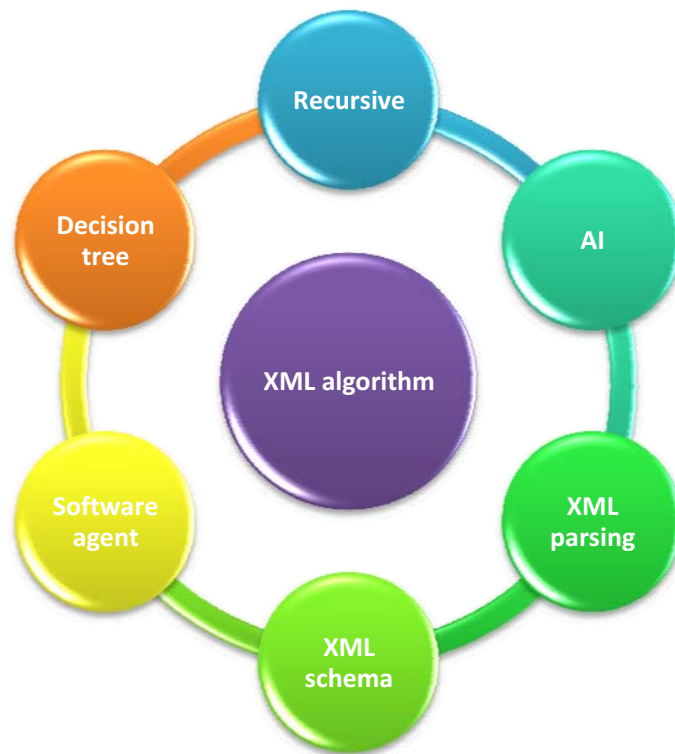 Recursive
AI
XML
parsing
XML
schema
Software
agent
Decision
tree
XML algorithm